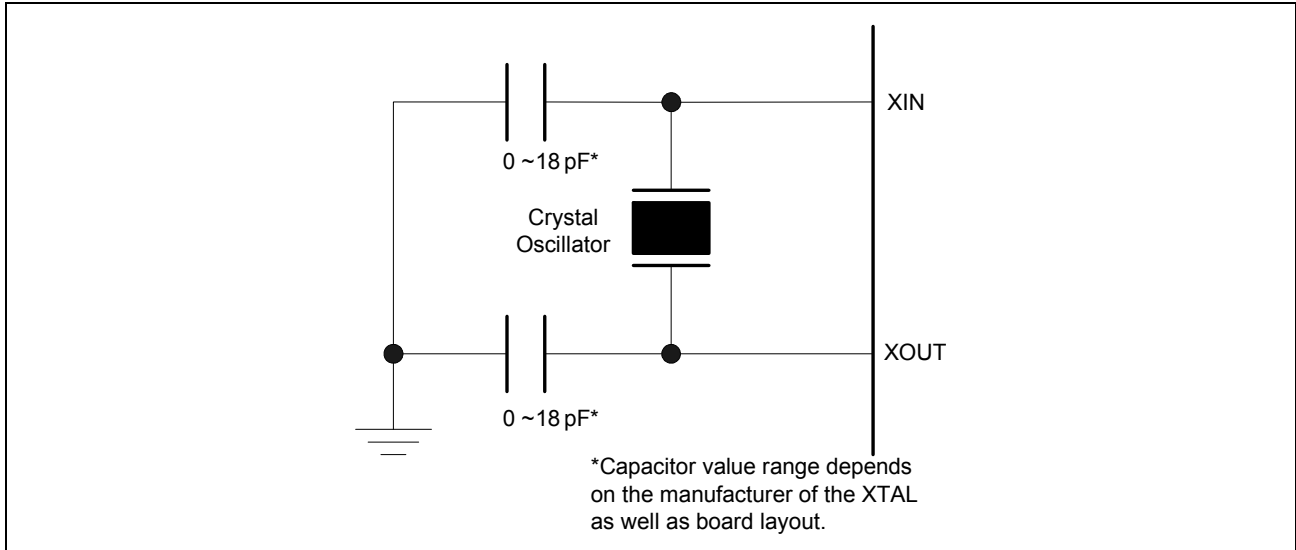 XIN
0 ~18 pF*
Crystal
Oscillator
XOUT
0 ~18 pF*
*Capacitor value range depends
on the manufacturer of the XTAL
as well as board layout.